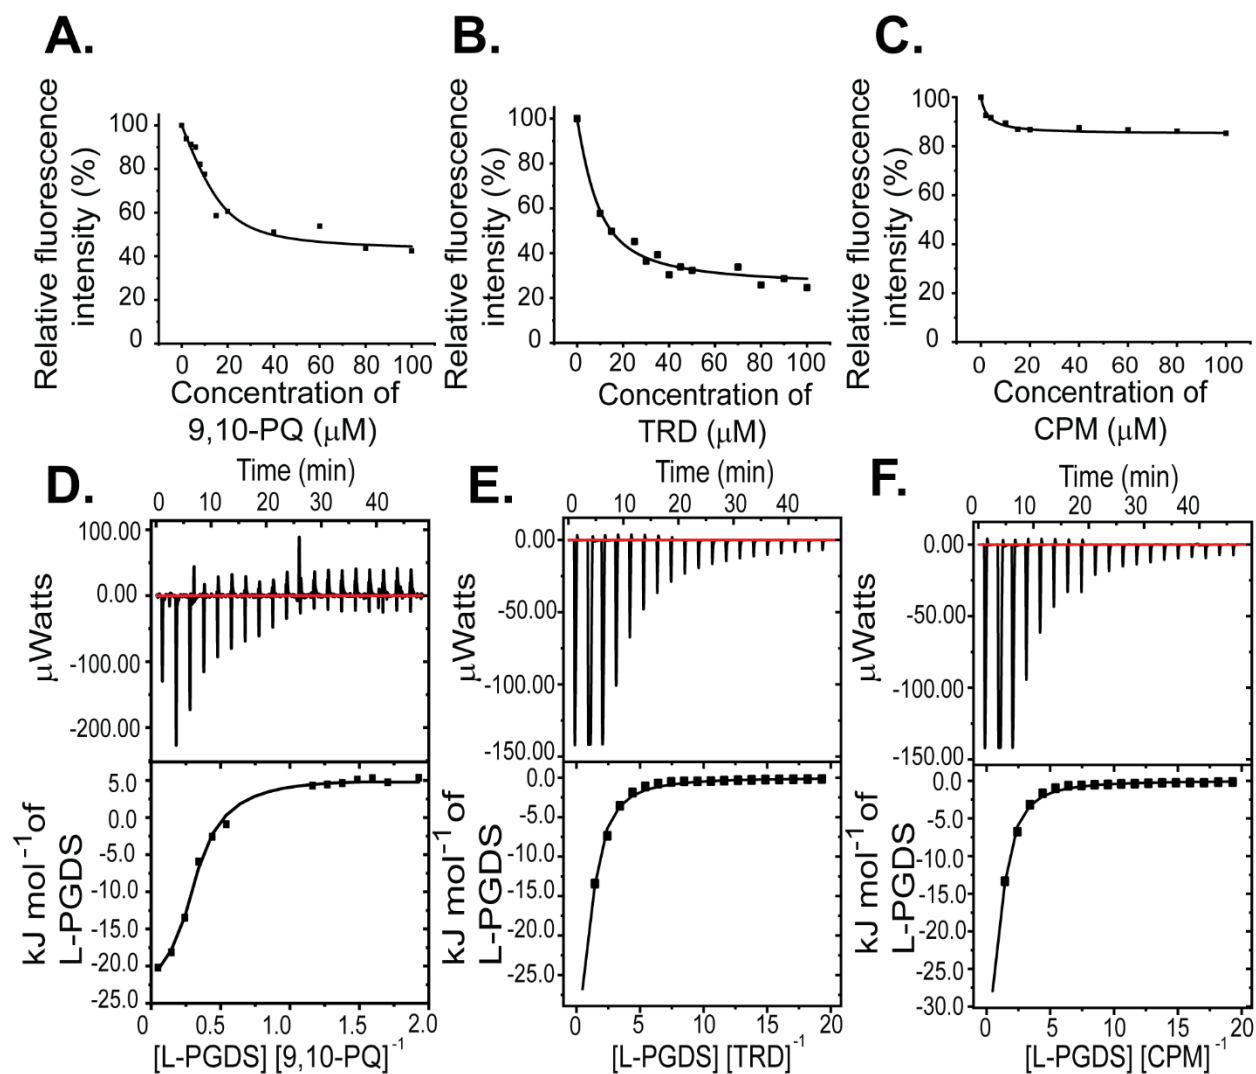 A.
Relative fluorescence
intensity (%)
100
80
60
40
20
0
0 20 40 60 80 100
Concentration of
9,10-PQ (μM)
B.
Relative fluorescence
intensity (%)
100
80
60
40
20
0
0 20 40 60 80 100
Concentration of
TRD (μM)
C.
Relative fluorescence
intensity (%)
100
80
60
40
20
0
0 20 40 60 80 100
Concentration of
CPM (μM)
D.
Time (min)
0 10 20 30 40
μWatts
100.00
0.00
-100.00
-200.00
kJ mol⁻¹of
L-PGDS
5.0
0.0
-5.0
-10.0
-15.0
-20.0
-25.0
0 0.5 1.0 1.5 2.0
[L-PGDS] [9,10-PQ]⁻¹
E.
Time (min)
0 10 20 30 40
μWatts
0.00
-50.00
-100.00
-150.00
kJ mol⁻¹of
L-PGDS
0.0
-5.0
-10.0
-15.0
-20.0
-25.0
0 5 10 15 20
[L-PGDS] [TRD]⁻¹
F.
Time (min)
0 10 20 30 40
μWatts
0.00
-50.00
-100.00
-150.00
kJ mol⁻¹of
L-PGDS
0.0
-5.0
-10.0
-15.0
-20.0
-25.0
-30.0
0 5 10 15 20
[L-PGDS] [CPM]⁻¹